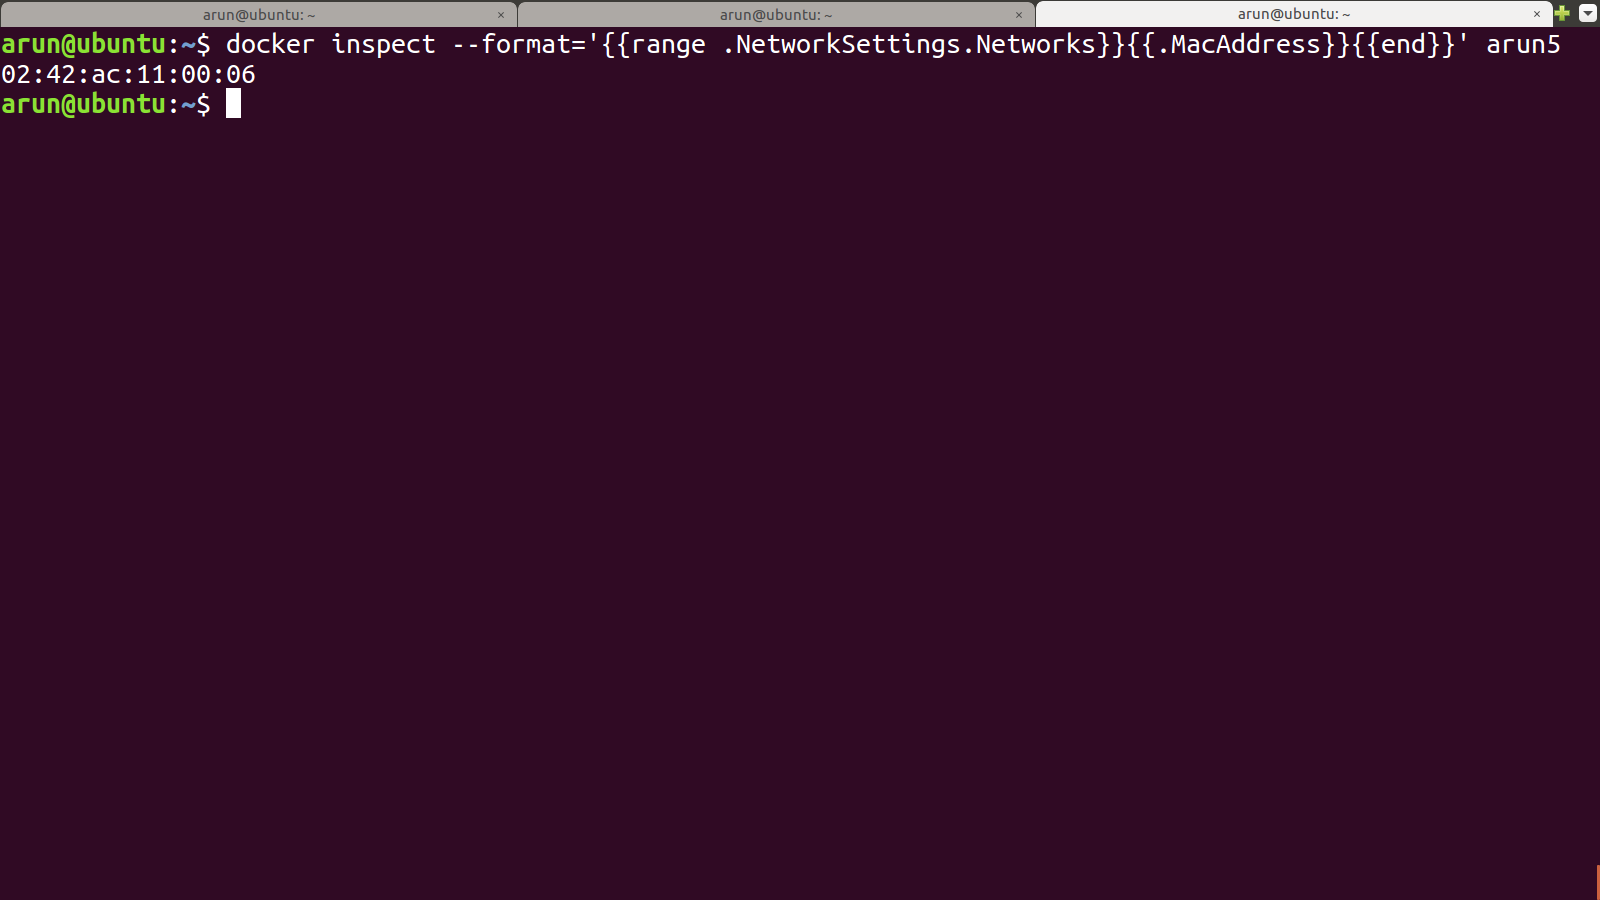 arun@ubuntu: ~ × arun@ubuntu: ~ × arun@ubuntu: ~ ×
arun@ubuntu:~$ docker inspect --format='{{range .NetworkSettings.Networks}}{{.MacAddress}}{{end}}' arun5
02:42:ac:11:00:06
arun@ubuntu:~$